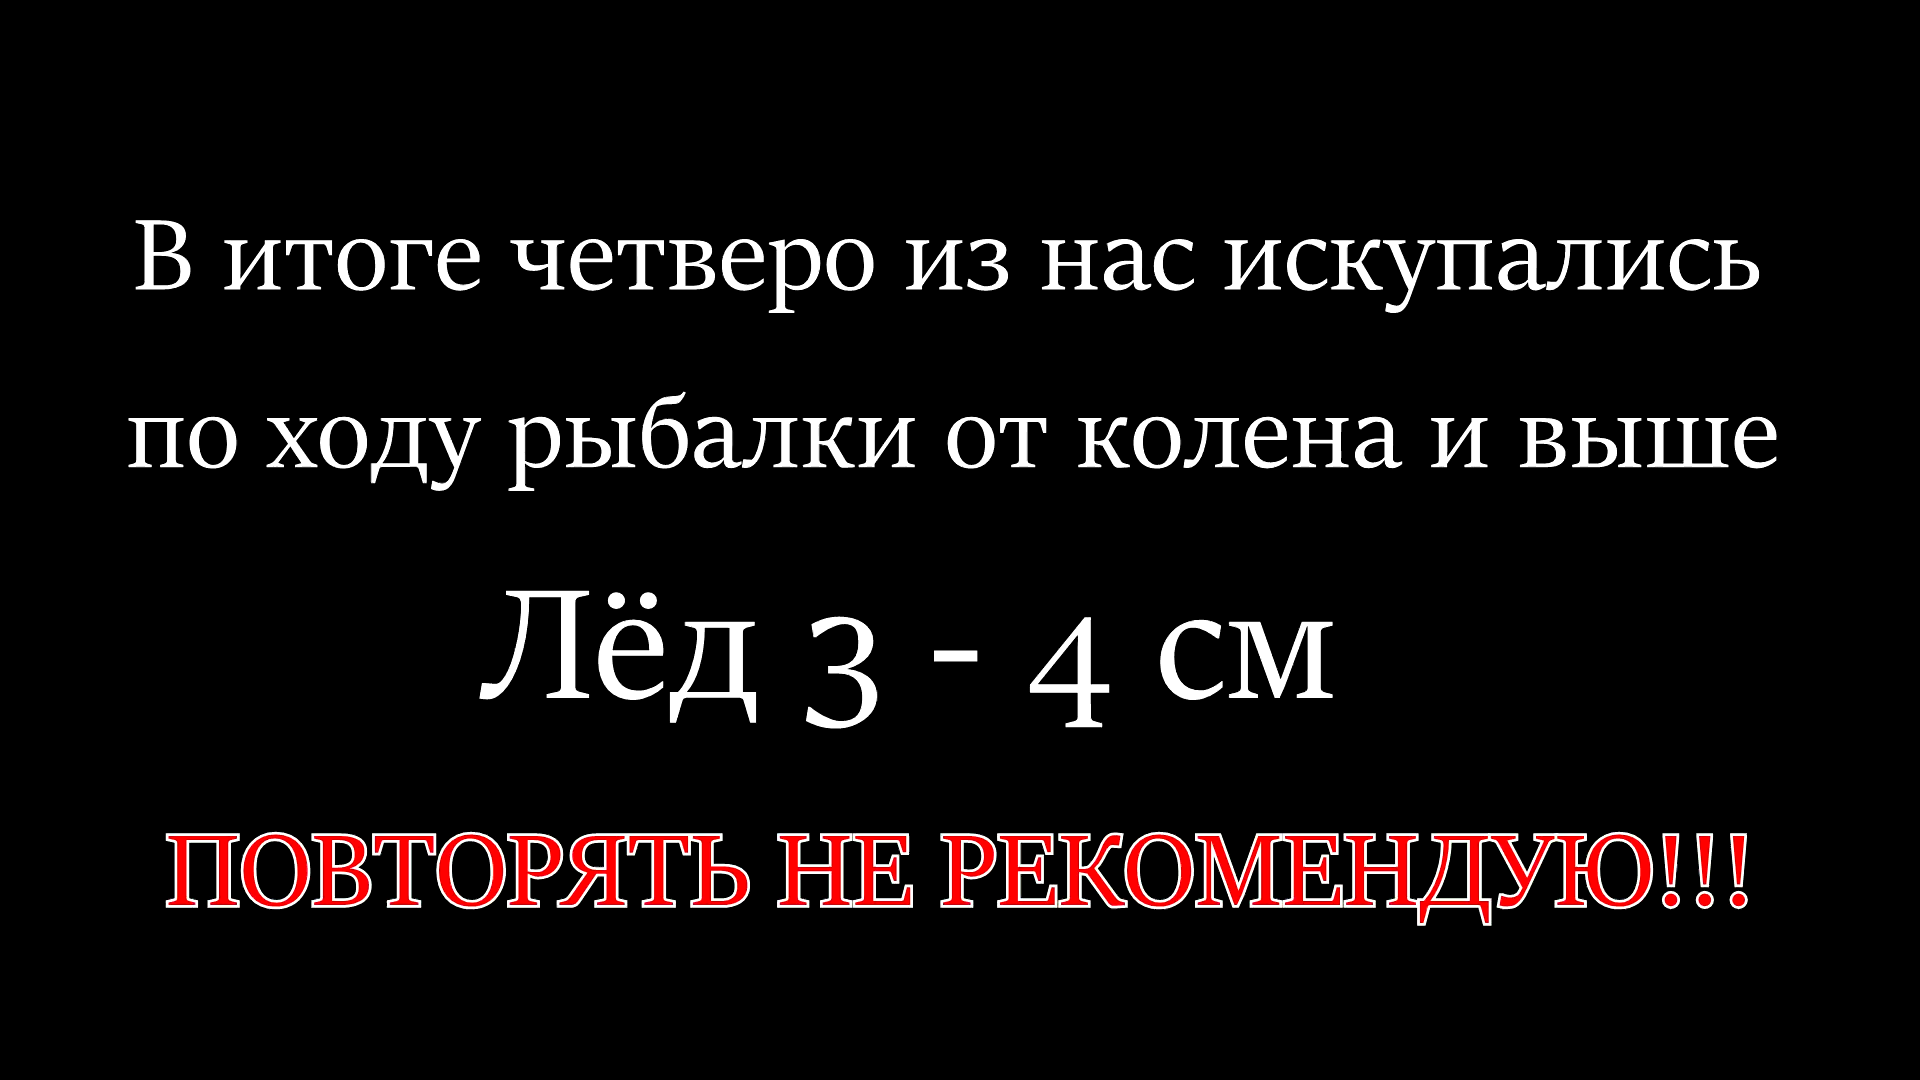 В итоге четверо из нас искупались
по ходу рыбалки от колена и выше
Лёд 3 - 4 см
ПОВТОРЯТЬ НЕ РЕКОМЕНДУЮ!!!